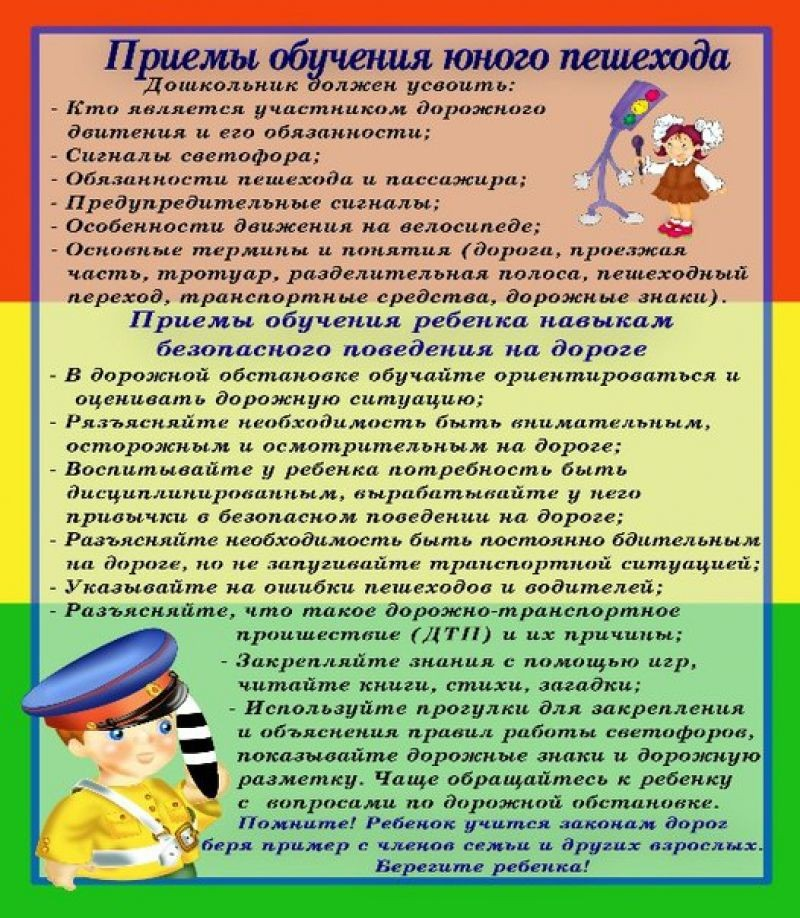 Приемы обучения юного пешехода
Дошкольник должен усвоить:
- Кто является участником дорожного
двитения и его обязанности;
- Сигналы светофора;
- Обязанности пешехода и пассажира;
- Предупредительные сигналы;
- Особенности движения на велосипеде;
- Основные термины и понятия (дорога, проезжая
часть, тротуар, разделительная полоса, пешеходный
переход, транспортные средства, дорожные знаки).
Приемы обучения ребенка навыкам
безопасного поведения на дороге
- В дорожной обстановке обучайте ориентироваться и
оценивать дорожную ситуацию;
- Рязъясняйте необходимость быть внимательным,
осторожным и осмотрительным на дороге;
- Воспитывайте у ребенка потребность быть
дисциплинированным, вырабатывайте у него
привычки в безопасном поведении на дороге;
- Разъясняйте необходимость быть постоянно бдительным
на дороге, но не запугивайте транспортной ситуацией;
- Указывайте на ошибки пешеходов и водителей;
- Разъясняйте, что такое дорожно-транспортное
проишествие (ДТП) и их причины;
- Закрепляйте знания с помощью игр,
читайте книги, стихи, загадки;
- Используйте прогулки для закрепления
и объяснения правил работы светофоров,
показывайте дорожные знаки и дорожную
разметку. Чаще обращайтесь к ребенку
с вопросами по дорожной обстановке.
Помните! Ребенок учится законам дорог
беря пример с членов семьи и других взрослых.
Берегите ребенка!